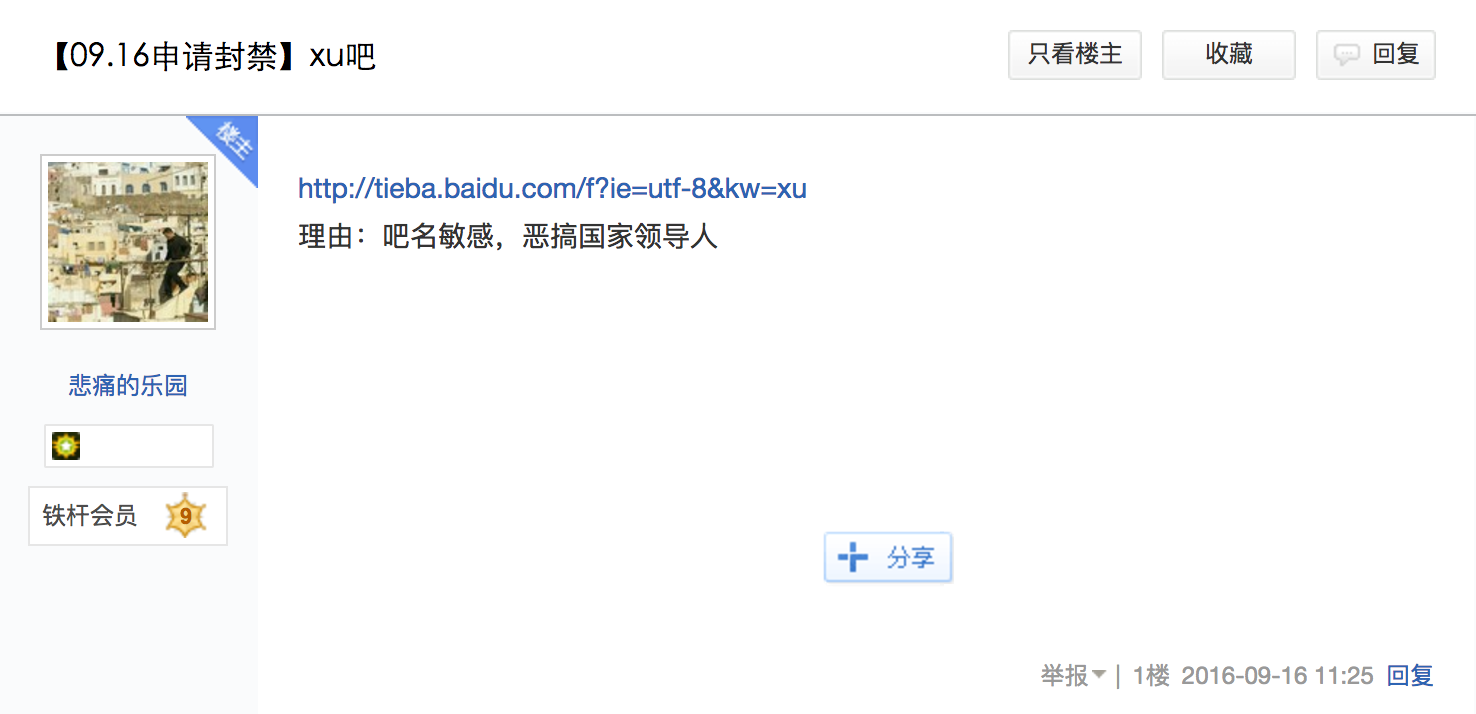 【09.16申请封禁】xu吧
只看楼主
收藏
回复
楼主
http://tieba.baidu.com/f?ie=utf-8&kw=xu
理由：吧名敏感，恶搞国家领导人
悲痛的乐园
铁杆会员 9
分享
举报 | 1楼 2016-09-16 11:25 回复